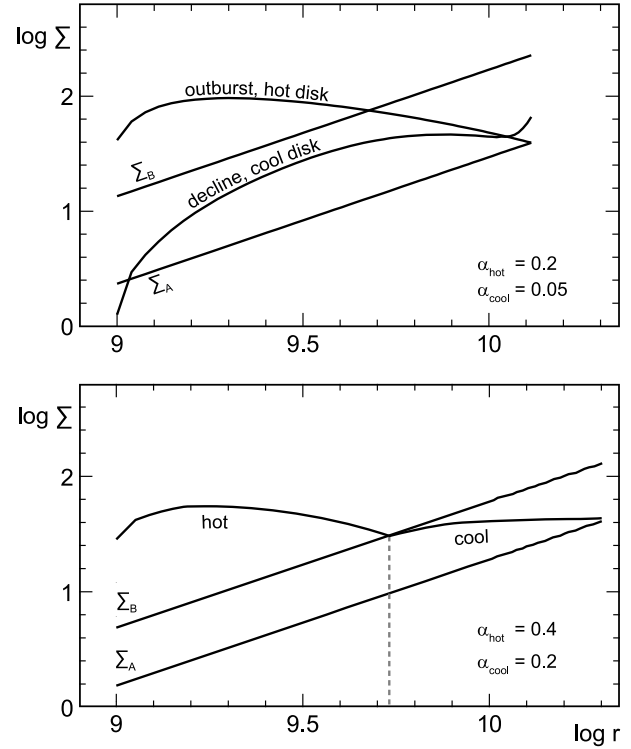 log Σ
2
1
0
outburst, hot disk
decline, cool disk
Σ_B
Σ_A
α_hot = 0.2
α_cool = 0.05
9
9.5
10
log Σ
2
1
0
hot
cool
Σ_B
Σ_A
α_hot = 0.4
α_cool = 0.2
9
9.5
10
log r